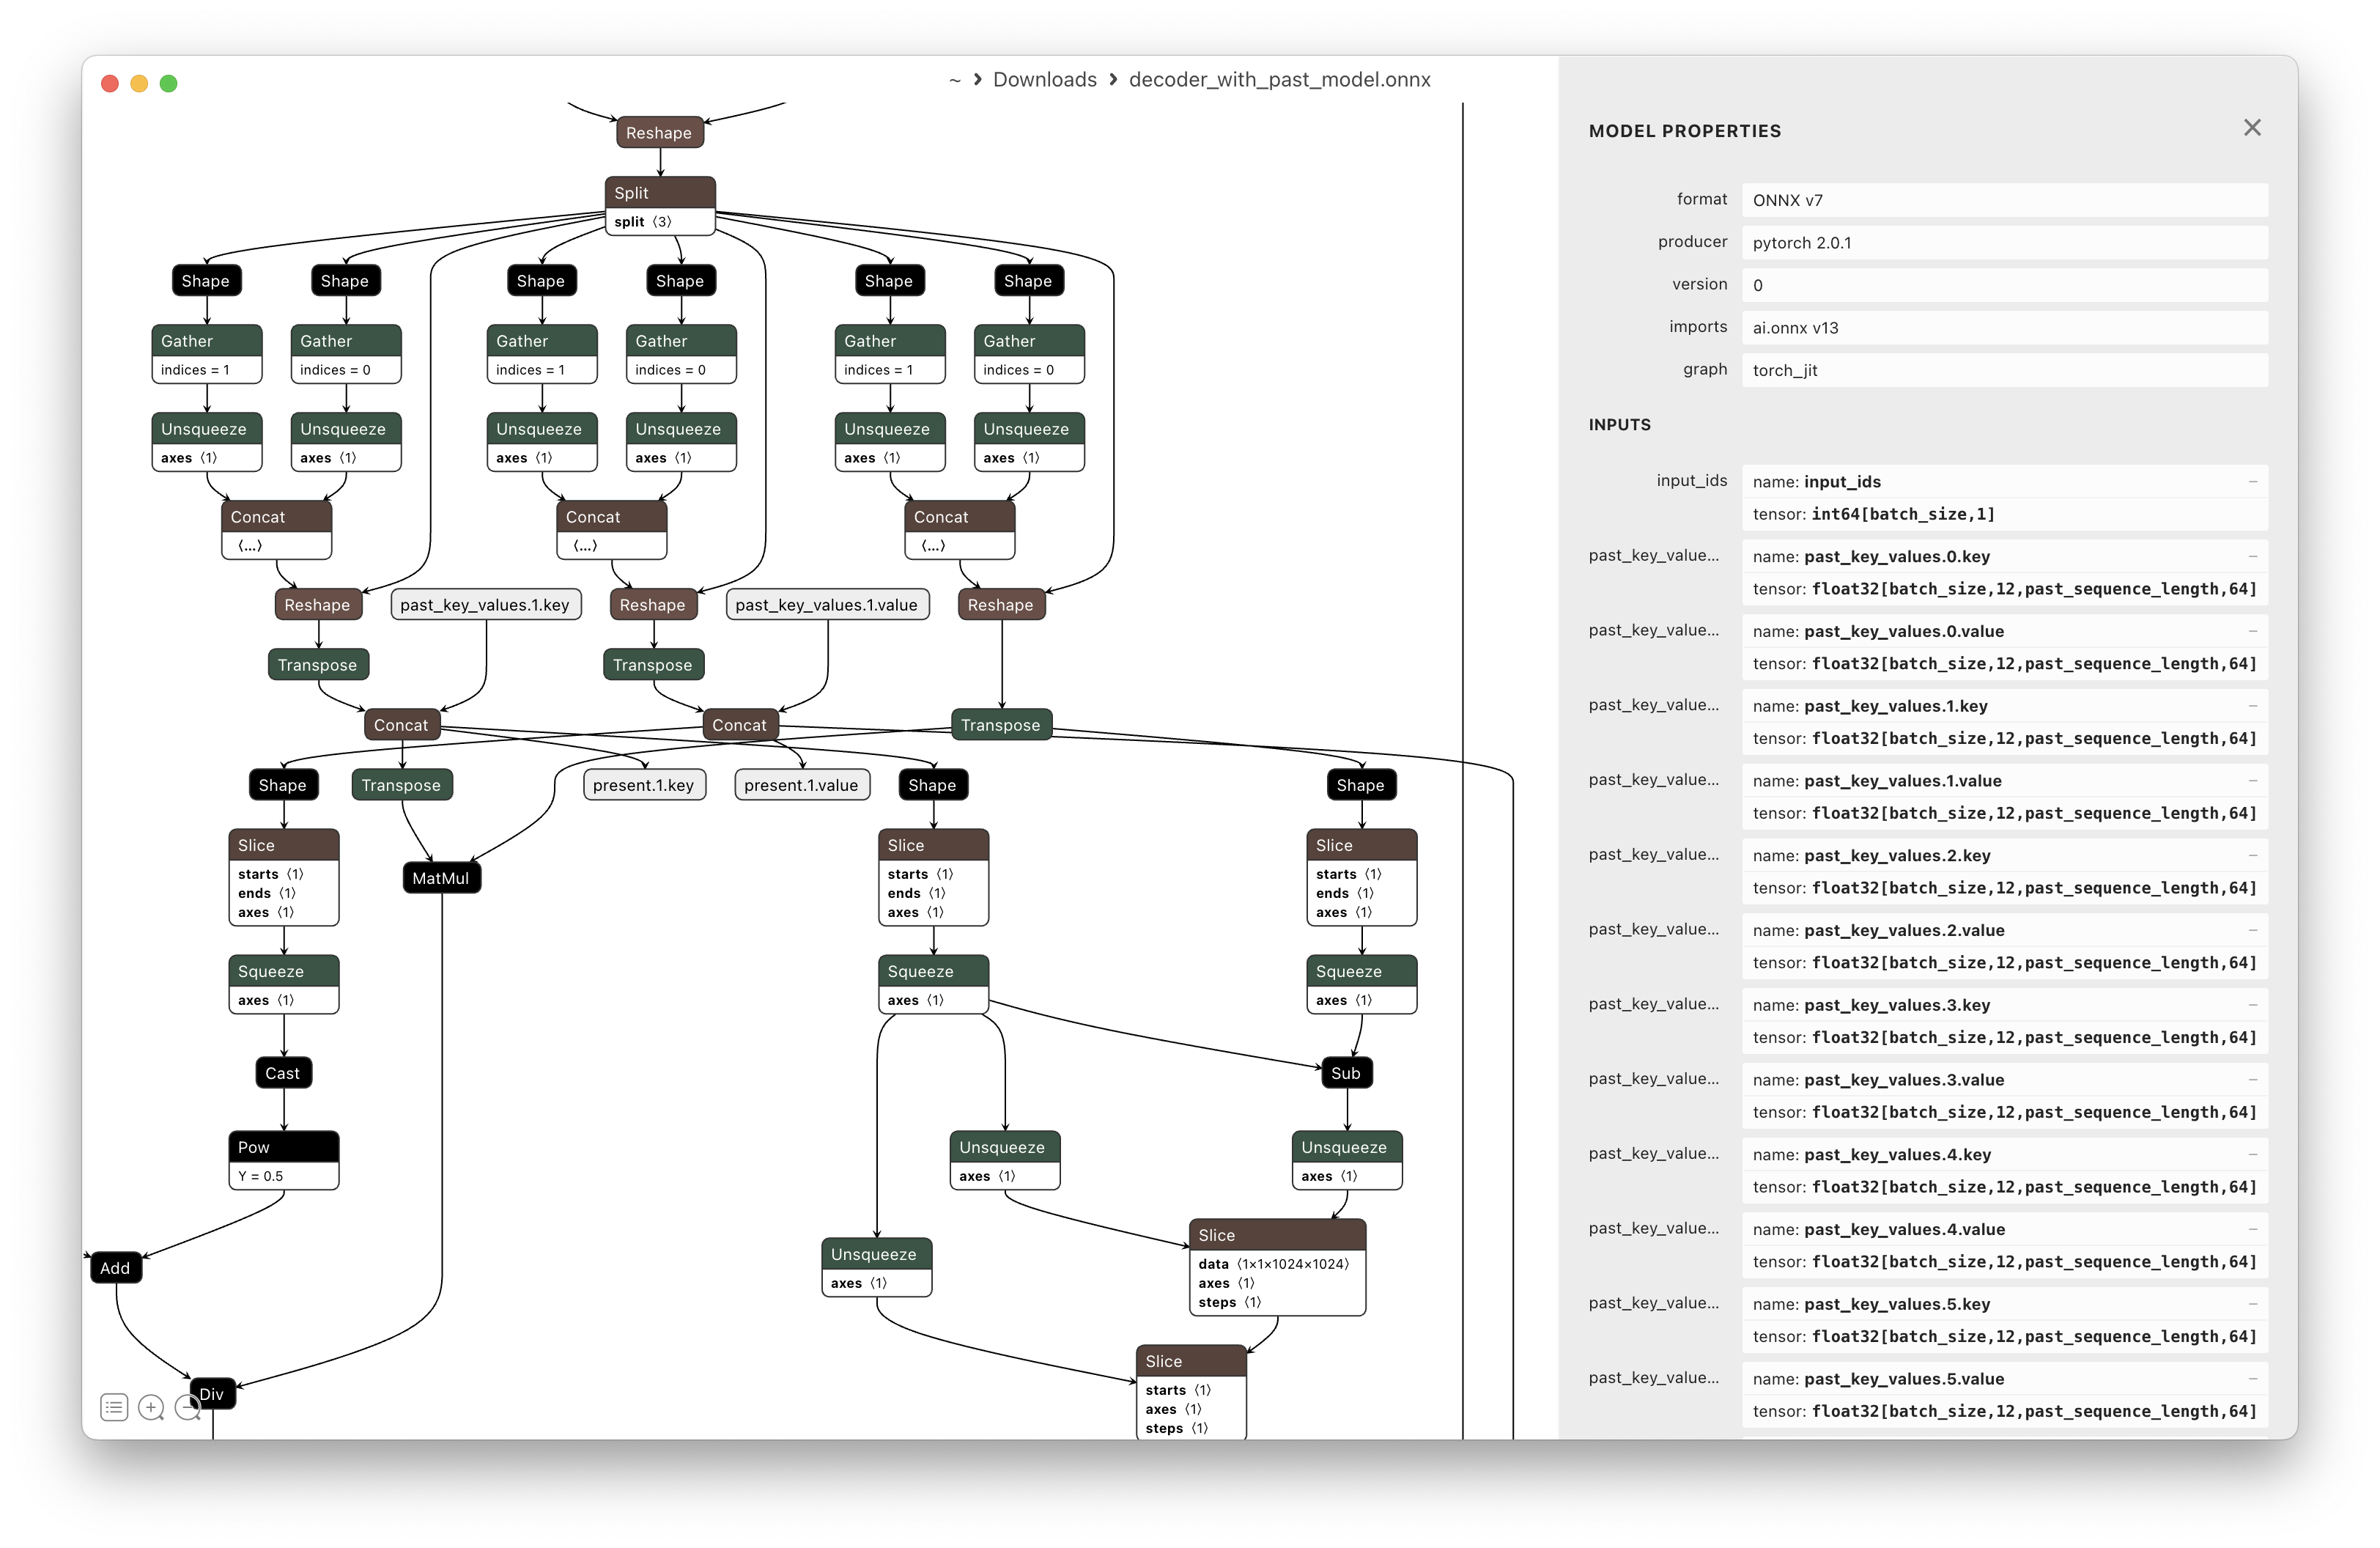 ~ › Downloads › decoder_with_past_model.onnx
Reshape
Split
split ⟨3⟩
Shape Shape Shape Shape Shape Shape
Gather Gather Gather Gather Gather Gather
indices = 1 indices = 0 indices = 1 indices = 0 indices = 1 indices = 0
Unsqueeze Unsqueeze Unsqueeze Unsqueeze Unsqueeze Unsqueeze
axes ⟨1⟩ axes ⟨1⟩ axes ⟨1⟩ axes ⟨1⟩ axes ⟨1⟩ axes ⟨1⟩
Concat Concat Concat
⟨...⟩ ⟨...⟩ ⟨...⟩
Reshape past_key_values.1.key Reshape past_key_values.1.value Reshape
Transpose Transpose
Concat Concat Transpose
Shape Transpose present.1.key present.1.value Shape Shape
Slice Slice Slice
starts ⟨1⟩ starts ⟨1⟩ starts ⟨1⟩
MatMul
ends ⟨1⟩ ends ⟨1⟩ ends ⟨1⟩
axes ⟨1⟩ axes ⟨1⟩ axes ⟨1⟩
Squeeze Squeeze Squeeze
axes ⟨1⟩ axes ⟨1⟩ axes ⟨1⟩
Cast Sub
Pow Unsqueeze Unsqueeze
Y = 0.5 axes ⟨1⟩ axes ⟨1⟩
Slice
Unsqueeze
Add data ⟨1×1×1024×1024⟩
axes ⟨1⟩ axes ⟨1⟩
steps ⟨1⟩
Slice
Div starts ⟨1⟩
axes ⟨1⟩
steps ⟨1⟩
MODEL PROPERTIES
format ONNX v7
producer pytorch 2.0.1
version 0
imports ai.onnx v13
graph torch_jit
INPUTS
input_ids name: input_ids
tensor: int64[batch_size,1]
past_key_value... name: past_key_values.0.key
tensor: float32[batch_size,12,past_sequence_length,64]
past_key_value... name: past_key_values.0.value
tensor: float32[batch_size,12,past_sequence_length,64]
past_key_value... name: past_key_values.1.key
tensor: float32[batch_size,12,past_sequence_length,64]
past_key_value... name: past_key_values.1.value
tensor: float32[batch_size,12,past_sequence_length,64]
past_key_value... name: past_key_values.2.key
tensor: float32[batch_size,12,past_sequence_length,64]
past_key_value... name: past_key_values.2.value
tensor: float32[batch_size,12,past_sequence_length,64]
past_key_value... name: past_key_values.3.key
tensor: float32[batch_size,12,past_sequence_length,64]
past_key_value... name: past_key_values.3.value
tensor: float32[batch_size,12,past_sequence_length,64]
past_key_value... name: past_key_values.4.key
tensor: float32[batch_size,12,past_sequence_length,64]
past_key_value... name: past_key_values.4.value
tensor: float32[batch_size,12,past_sequence_length,64]
past_key_value... name: past_key_values.5.key
tensor: float32[batch_size,12,past_sequence_length,64]
past_key_value... name: past_key_values.5.value
tensor: float32[batch_size,12,past_sequence_length,64]